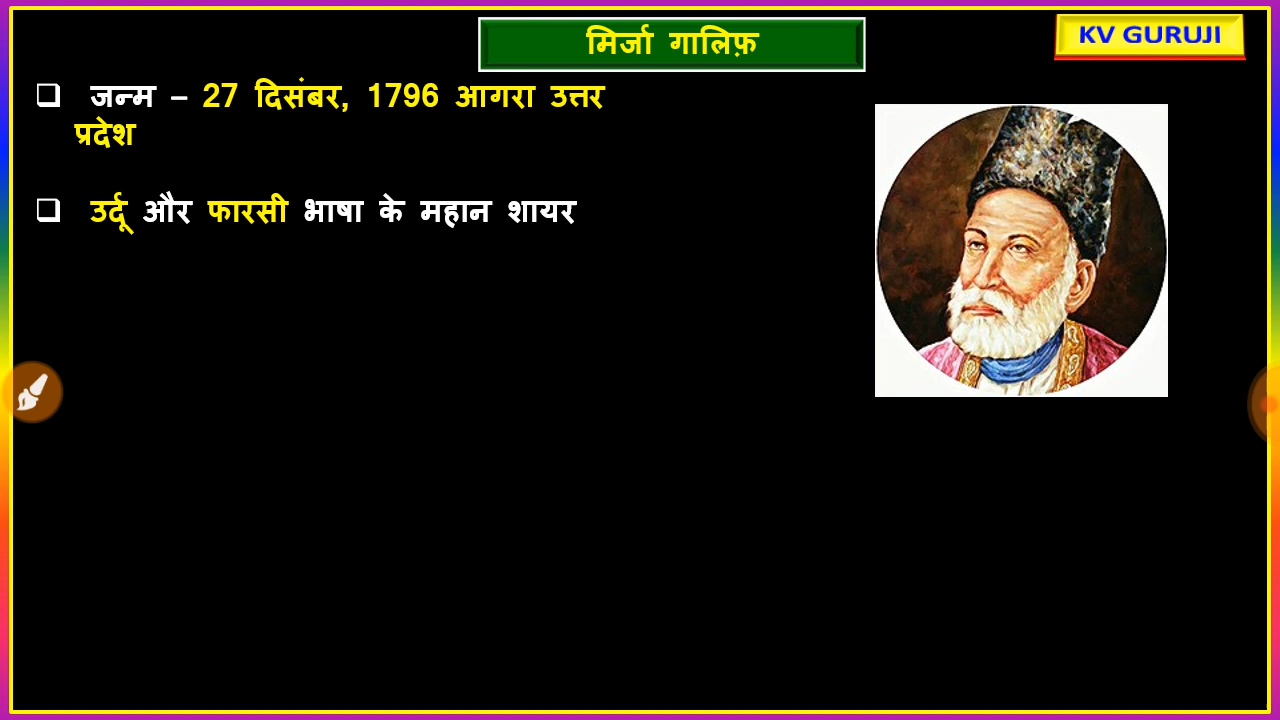 मिर्जा गालिफ़
KV GURUJI
❑ जन्म – 27 दिसंबर, 1796 आगरा उत्तर
प्रदेश
❑ उर्दू और फारसी भाषा के महान शायर